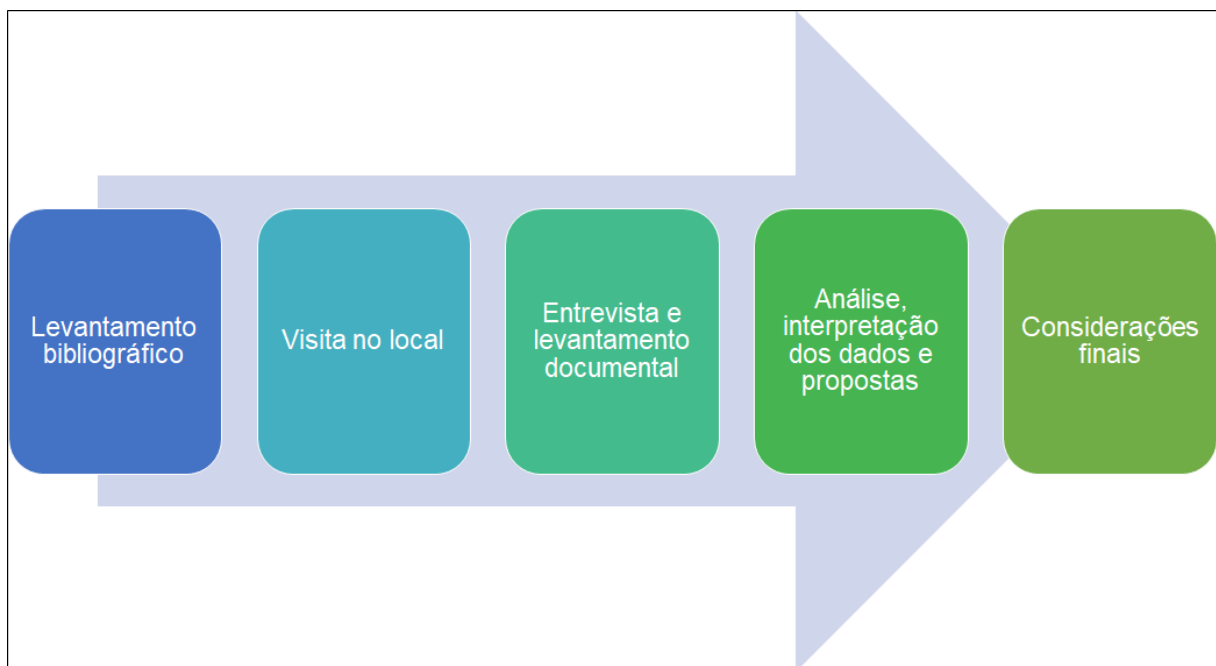 Levantamento
bibliográfico
Visita no local
Entrevista e
levantamento
documental
Análise,
interpretação
dos dados e
propostas
Considerações
finais